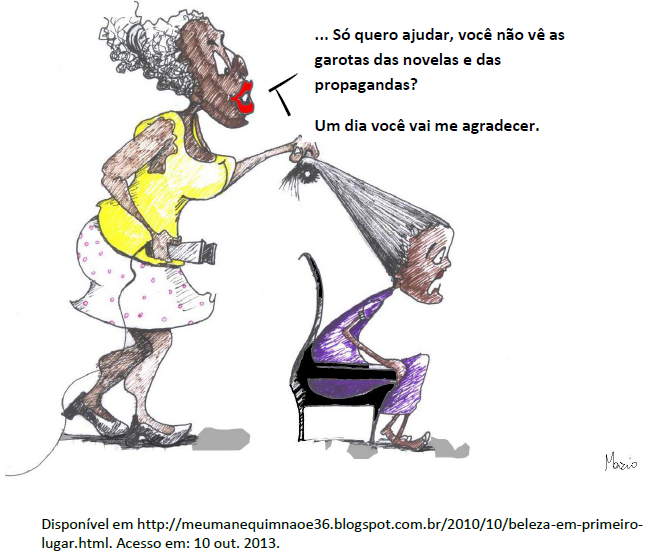 ... Só quero ajudar, você não vê as
garotas das novelas e das
propagandas?
Um dia você vai me agradecer.
Mazio
Disponível em http://meumanequimnaoe36.blogspot.com.br/2010/10/beleza-em-primeiro-
lugar.html. Acesso em: 10 out. 2013.